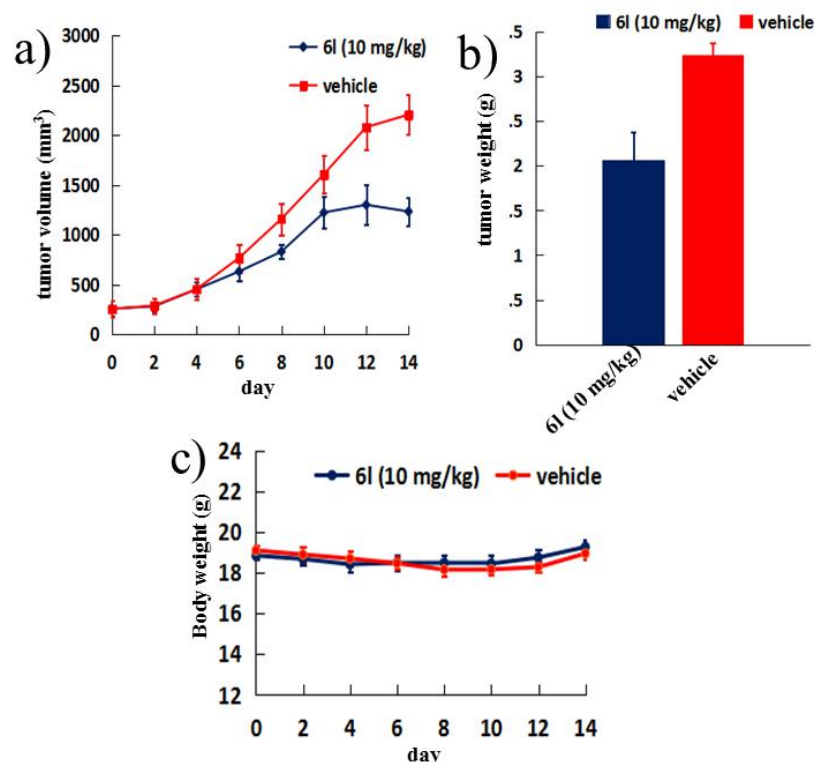 a)
tumor volume (mm³)
3000
2500
2000
1500
1000
500
0
6l (10 mg/kg)
vehicle
0 2 4 6 8 10 12 14
day
b)
tumor weight (g)
6l (10 mg/kg) vehicle
.5
3
.5
2
.5
1
.5
0
6l (10 mg/kg)
vehicle
c)
Body weight (g)
24
22
20
18
16
14
12
6l (10 mg/kg) vehicle
0 2 4 6 8 10 12 14
day